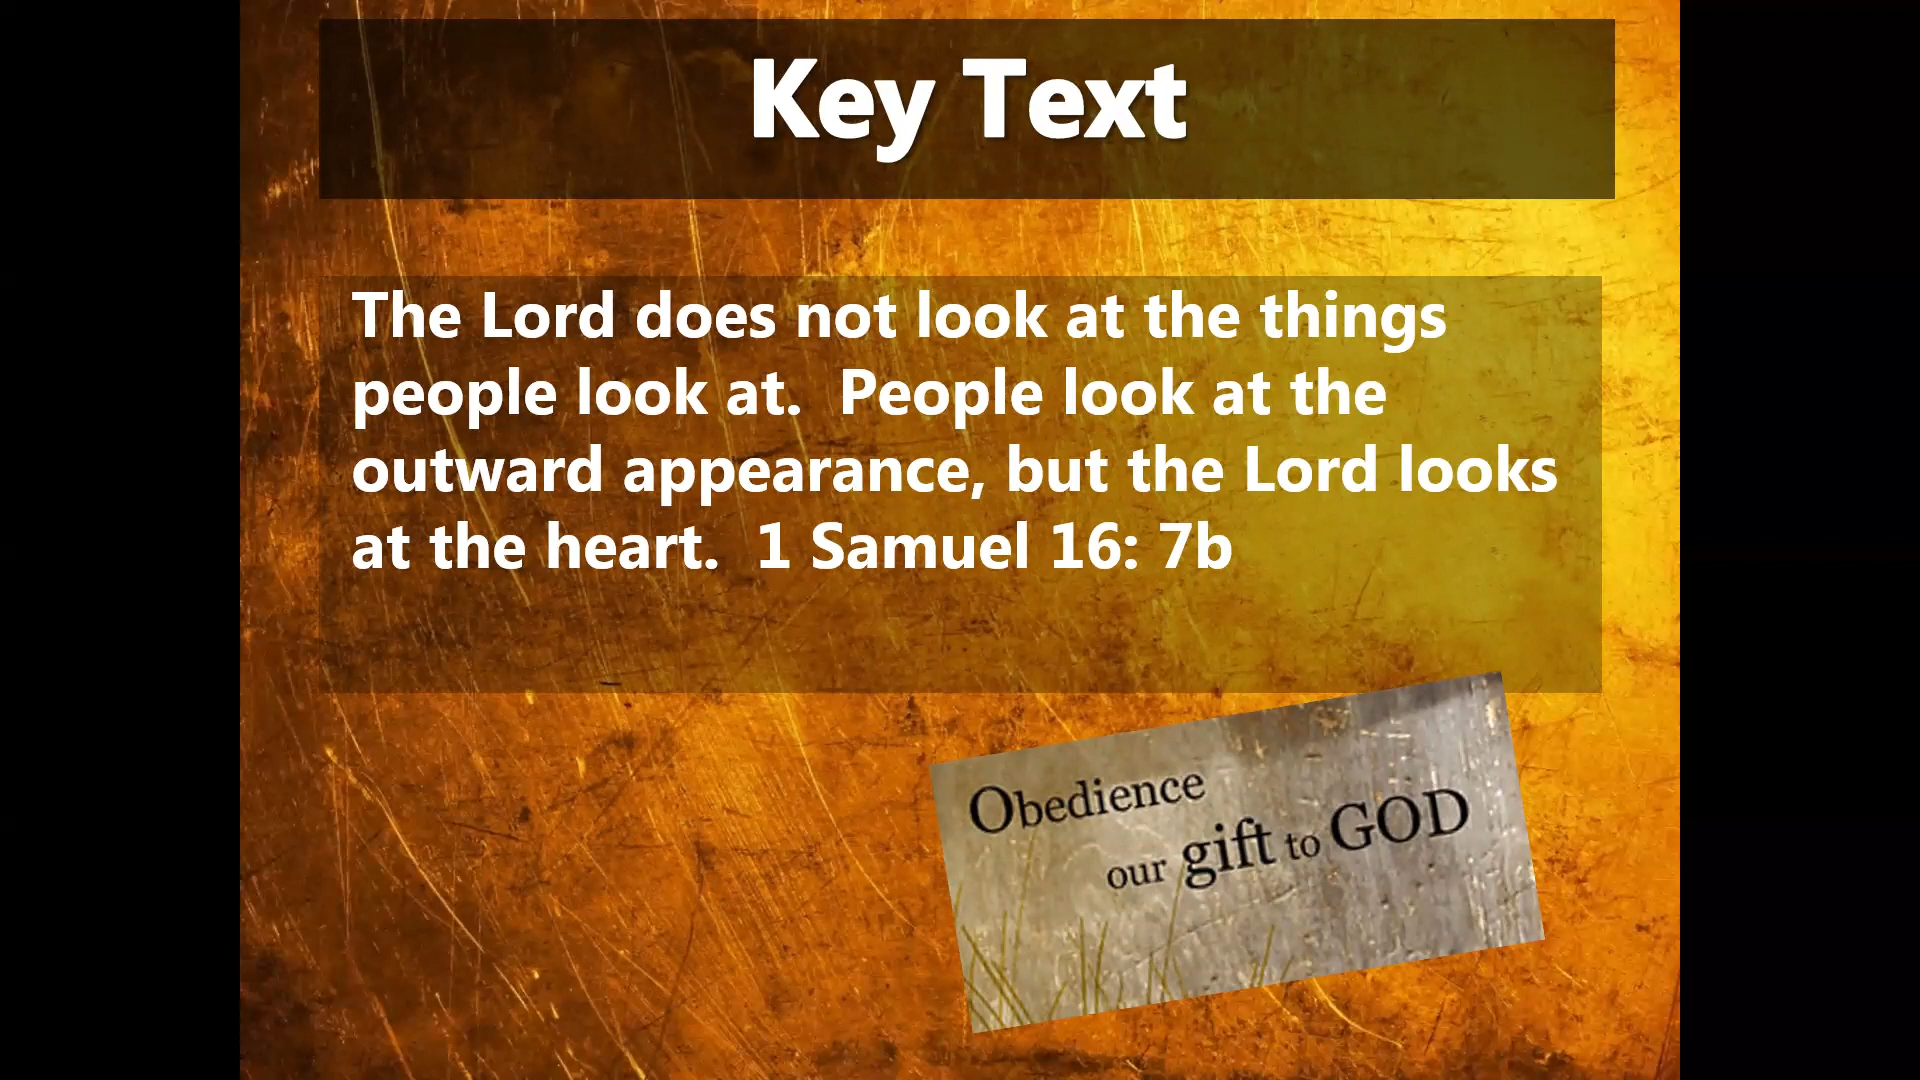 Key Text
The Lord does not look at the things
people look at.  People look at the
outward appearance, but the Lord looks
at the heart.  1 Samuel 16: 7b
Obedience
our gift to GOD